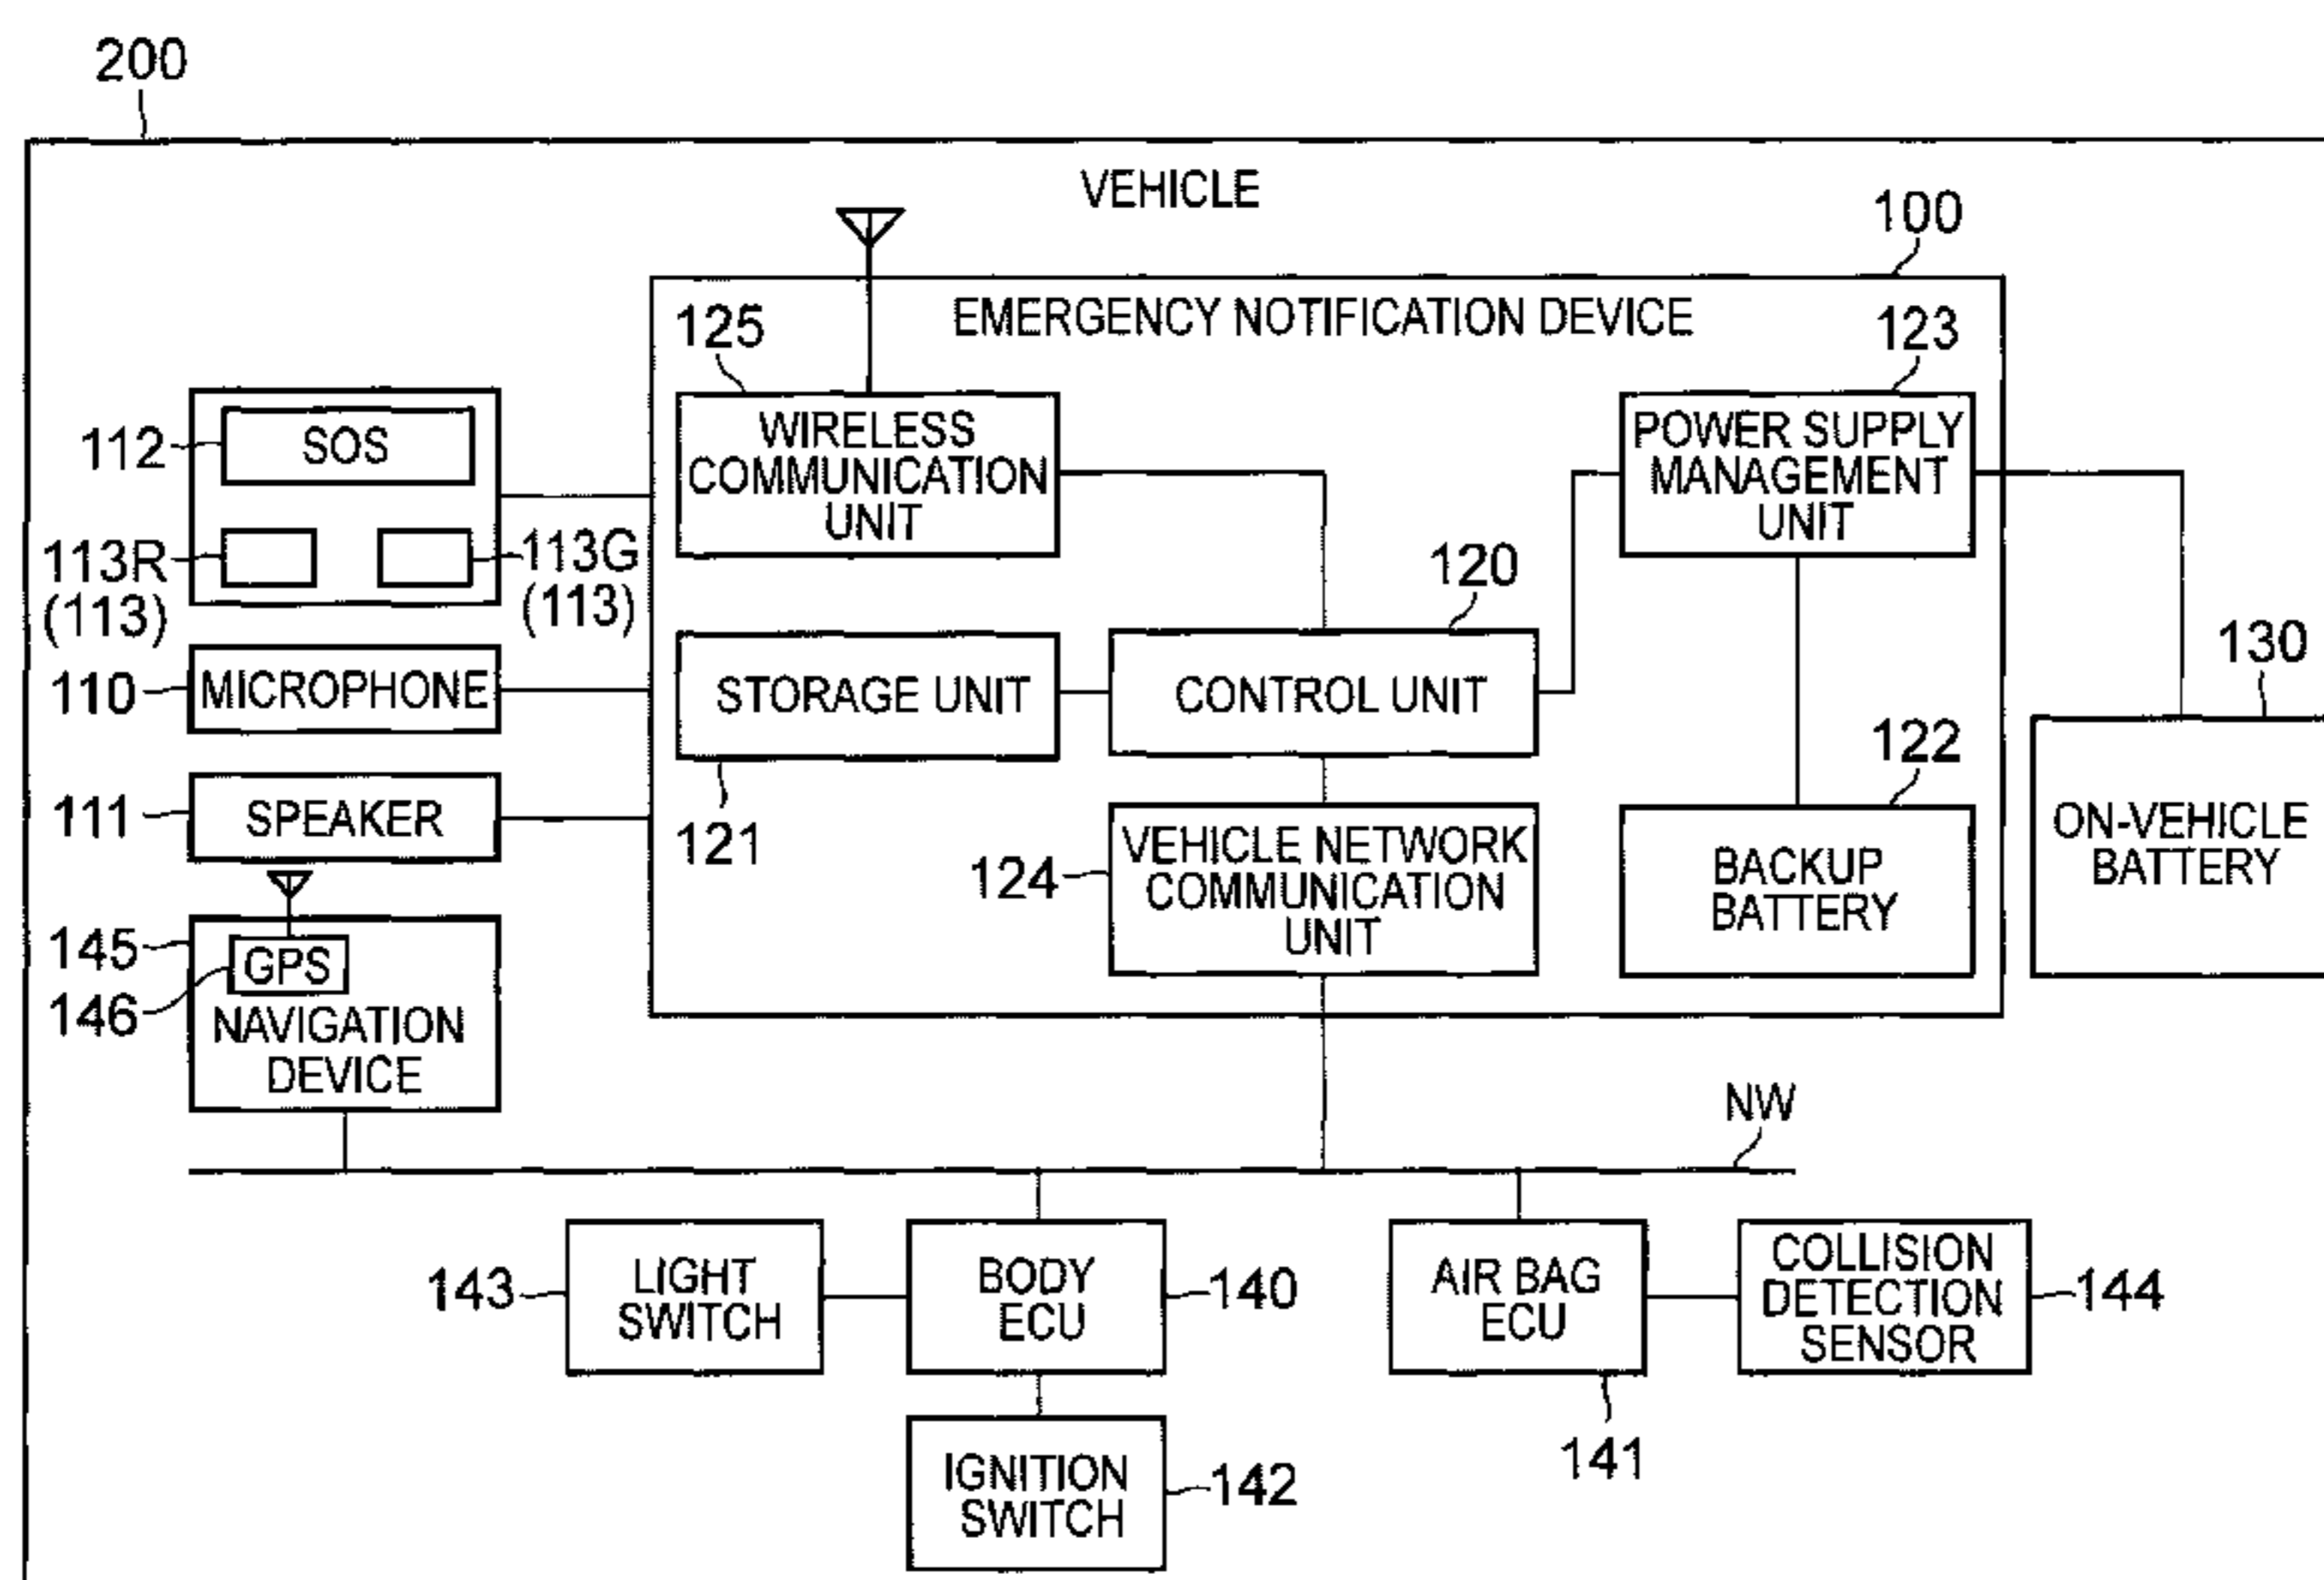 200
VEHICLE
100
EMERGENCY NOTIFICATION DEVICE
125
WIRELESS
COMMUNICATION
UNIT
123
POWER SUPPLY
MANAGEMENT
UNIT
112
SOS
113R
(113)
113G
(113)
120
CONTROL UNIT
STORAGE UNIT
121
110
MICROPHONE
130
ON-VEHICLE
BATTERY
122
BACKUP
BATTERY
111
SPEAKER
124
VEHICLE NETWORK
COMMUNICATION
UNIT
145
GPS
146
NAVIGATION
DEVICE
NW
143
LIGHT
SWITCH
BODY
ECU
140
AIR BAG
ECU
141
COLLISION
DETECTION
SENSOR
144
IGNITION
SWITCH
142